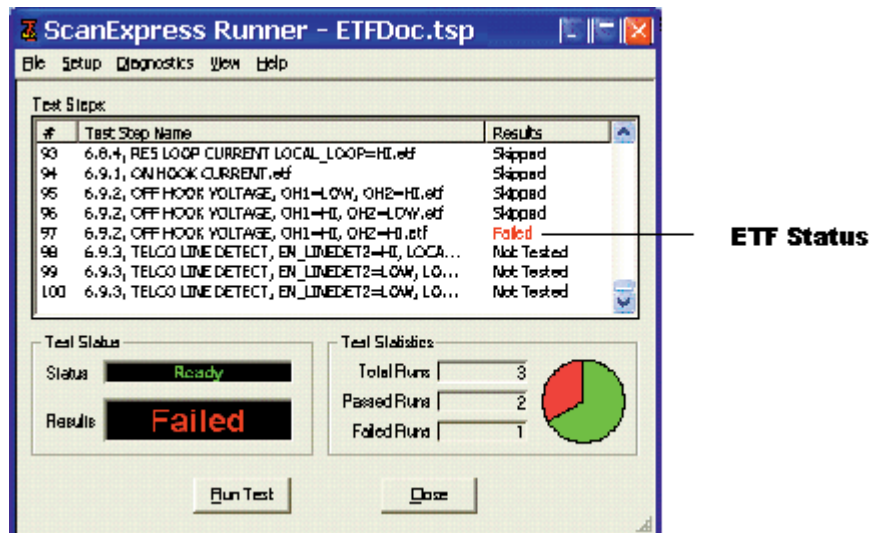 ScanExpress Runner - ETFDoc.tsp
File Setup Diagnostics View Help
Test Steps:
# Test Step Name Results
93 6.8.4, RES LOOP CURRENT LOCAL_LOOP=HI.etf Skipped
94 6.9.1, ON HOOK CURRENT.etf Skipped
95 6.9.2, OFF HOOK VOLTAGE, OH1=LOW, OH2=HI.etf Skipped
96 6.9.2, OFF HOOK VOLTAGE, OH1=HI, OH2=LOW.etf Skipped
97 6.9.2, OFF HOOK VOLTAGE, OH1=HI, OH2=HI.etf Failed
ETF Status
98 6.9.3, TELCO LINE DETECT, EN_LINEDET2=HI, LOCA... Not Tested
99 6.9.3, TELCO LINE DETECT, EN_LINEDET2=LOW, LO... Not Tested
100 6.9.3, TELCO LINE DETECT, EN_LINEDET2=LOW, LO... Not Tested
Test Status
Status Ready
Results Failed
Test Statistics
Total Runs 3
Passed Runs 2
Failed Runs 1
Run Test
Close